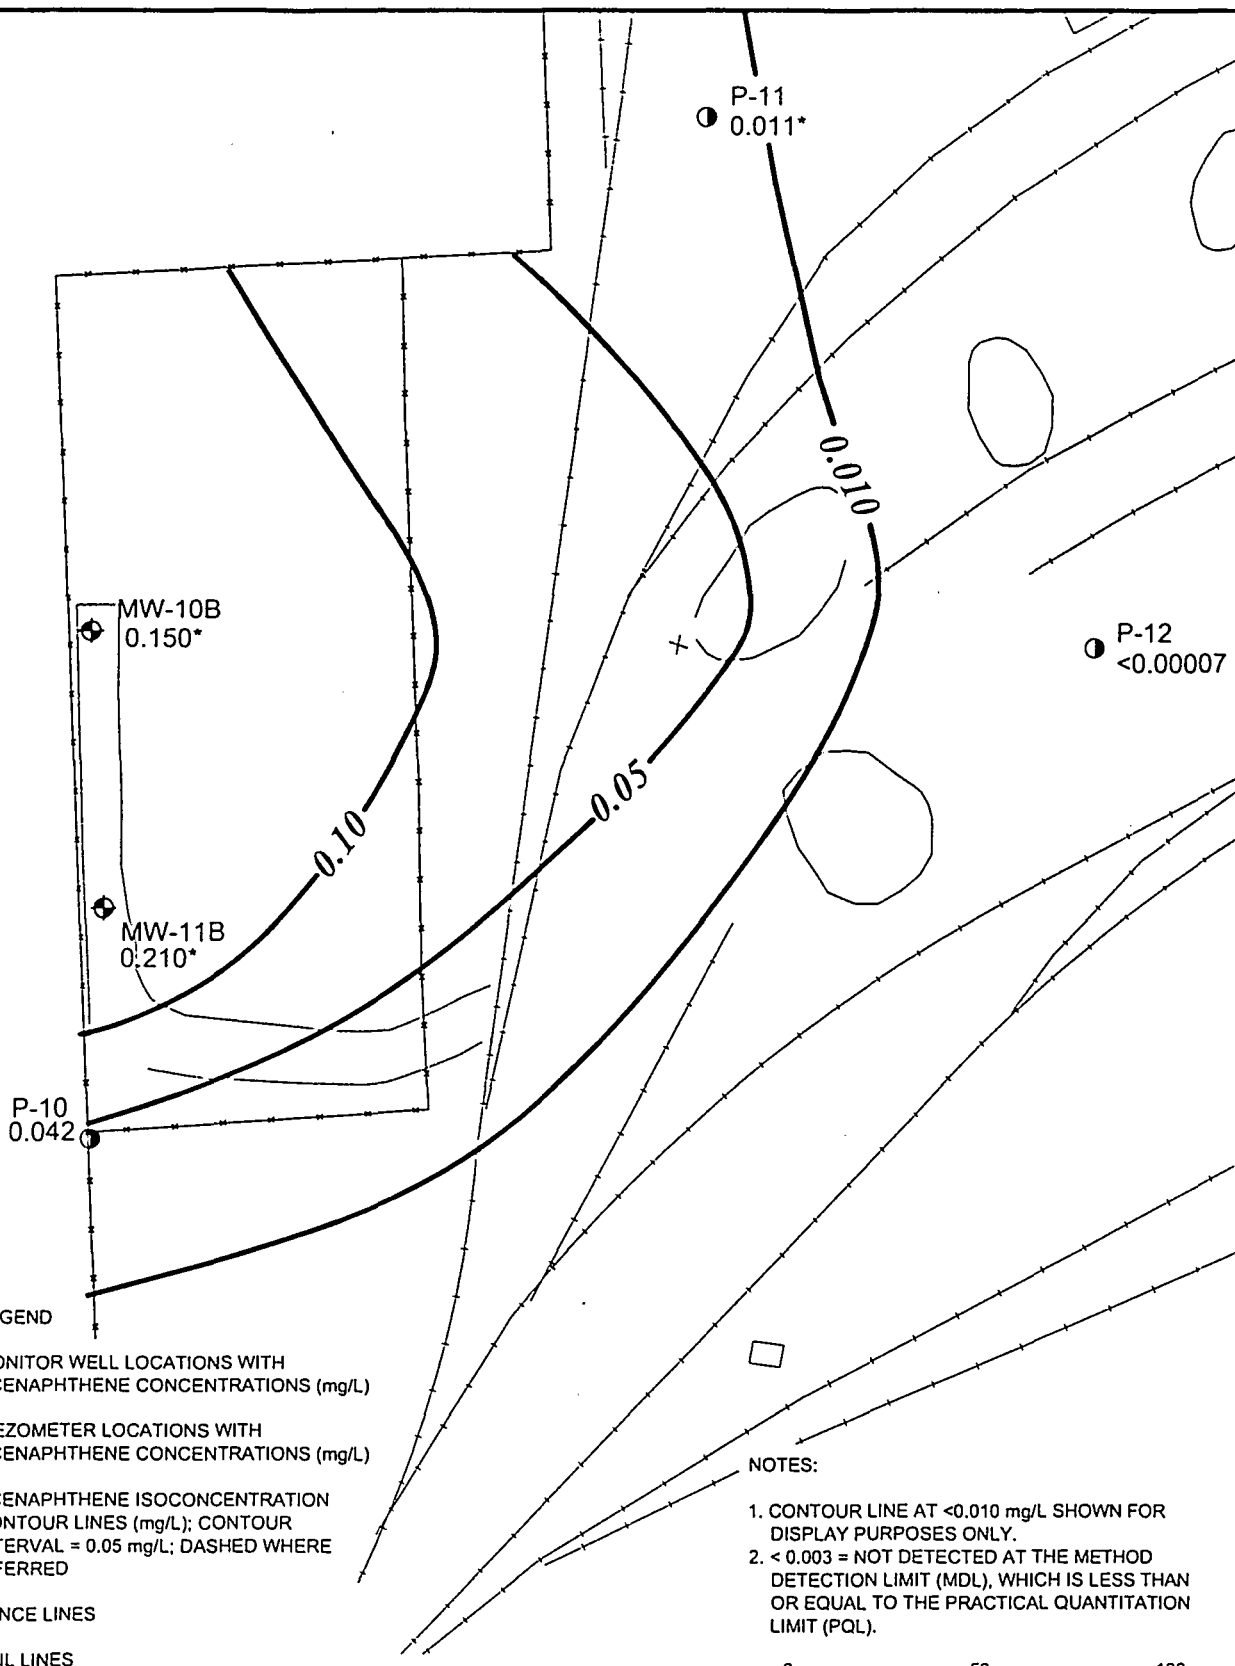 P-11
0.011*
0.010
MW-10B
0.150*
P-12
<0.00007
0.05
0.10
MW-11B
0.210*
P-10
0.042
GEND
ONITOR WELL LOCATIONS WITH
CENAPHTHENE CONCENTRATIONS (mg/L)
EZOMETER LOCATIONS WITH
CENAPHTHENE CONCENTRATIONS (mg/L)
CENAPHTHENE ISOCONCENTRATION
ONTOUR LINES (mg/L); CONTOUR
TERVAL = 0.05 mg/L; DASHED WHERE
FERRED
NCE LINES
IL LINES
NOTES:
1. CONTOUR LINE AT <0.010 mg/L SHOWN FOR
DISPLAY PURPOSES ONLY.
2. < 0.003 = NOT DETECTED AT THE METHOD
DETECTION LIMIT (MDL), WHICH IS LESS THAN
OR EQUAL TO THE PRACTICAL QUANTITATION
LIMIT (PQL).